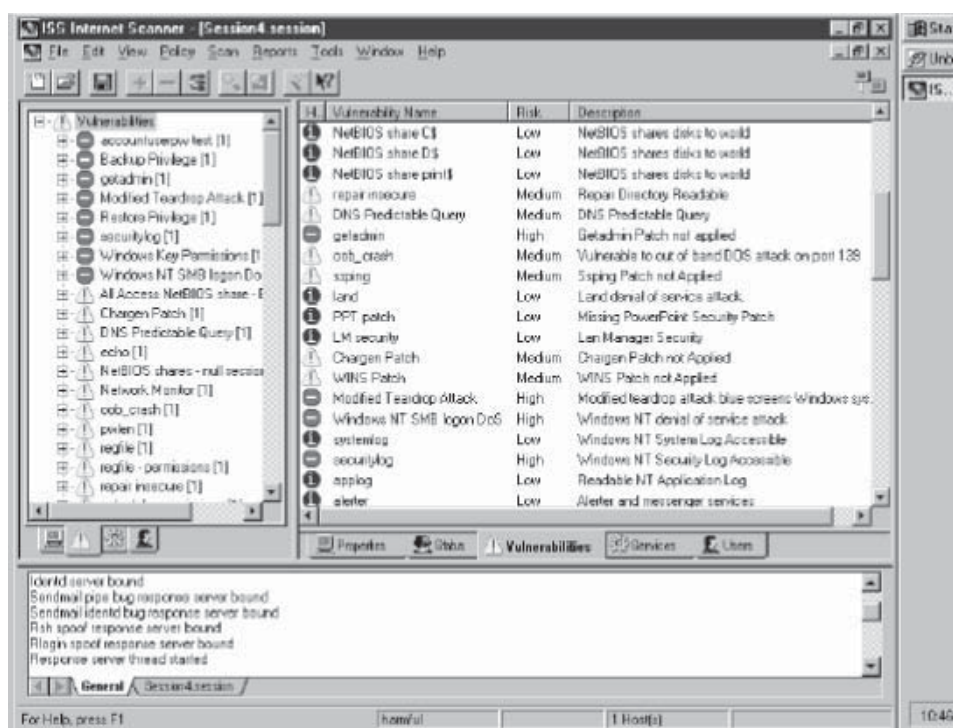 ISS Internet Scanner - [Session4.session]
File Edit View Policy Scan Reports Tools Window Help
Vulnerabilities
accountuserpw test [1]
Backup Privilege [1]
getadmin [1]
Modified Teardrop Attack [1]
Restore Privilege [1]
securitylog [1]
Windows Key Permissions [1
Windows NT SMB logon Do
All Access NetBIOS share - E
Chargen Patch [1]
DNS Predictable Query [1]
echo [1]
NetBIOS shares - null session
Network Monitor [1]
oob_crash [1]
pwlen [1]
regfile [1]
regfile - permissions [1]
repair insecure [1]
Vulnerability Name Risk Description
NetBIOS share C$ Low NetBIOS shares disks to world
NetBIOS share D$ Low NetBIOS shares disks to world
NetBIOS share print$ Low NetBIOS shares disks to world
repair insecure Medium Repair Directory Readable
DNS Predictable Query Medium DNS Predictable Query
getadmin High Getadmin Patch not applied
oob_crash Medium Vulnerable to out of band DOS attack on port 139
ssping Medium Ssping Patch not Applied
land Low Land denial of service attack.
PPT patch Low Missing PowerPoint Security Patch
LM security Low Lan Manager Security
Chargen Patch Medium Chargen Patch not Applied
WINS Patch Medium WINS Patch not Applied
Modified Teardrop Attack High Modified teardrop attack blue screens Windows sys.
Windows NT SMB logon DoS High Windows NT denial of service attack
systemlog Low Windows NT System Log Accessible
securitylog High Windows NT Security Log Accessible
applog Low Readable NT Application Log
alerter Low Alerter and messenger services
Properties Status Vulnerabilities Services Users
Identd server bound
Sendmail pipe bug response server bound
Sendmail identd bug response server bound
Rsh spoof response server bound
Rlogin spoof response server bound
Response server thread started
General Session4.session
For Help, press F1 harmful 1 Host(s)
Sta
Unb
IS...
10:46